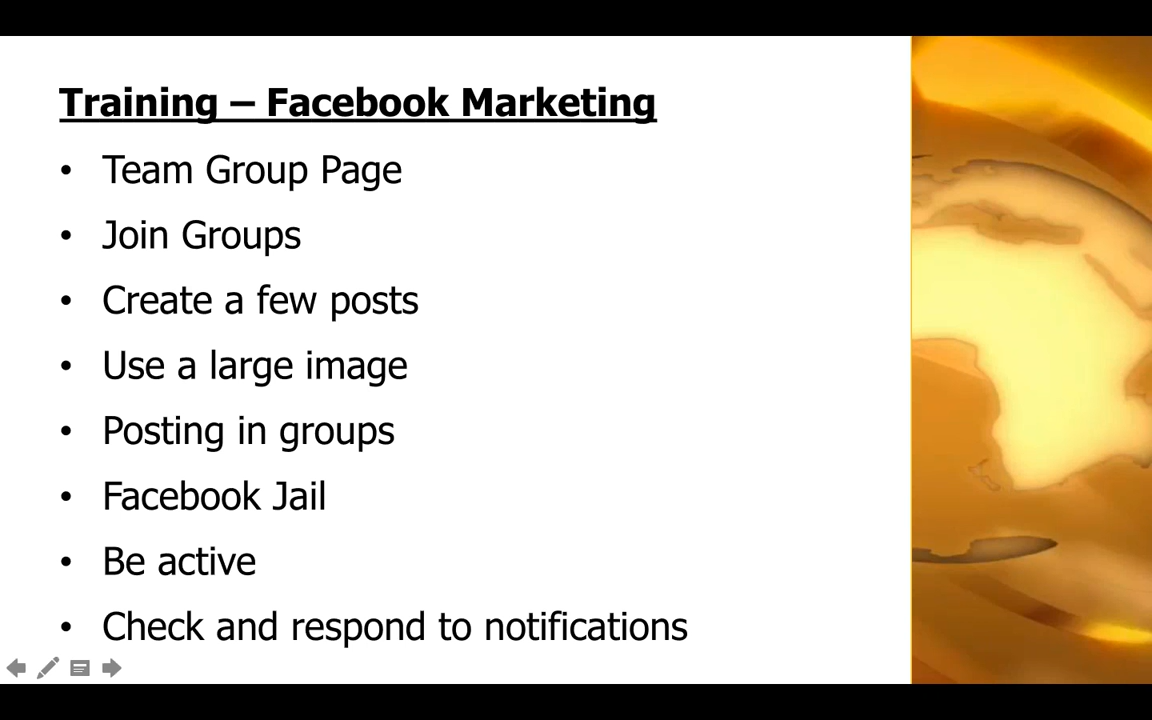 Training – Facebook Marketing
• Team Group Page
• Join Groups
• Create a few posts
• Use a large image
• Posting in groups
• Facebook Jail
• Be active
• Check and respond to notifications